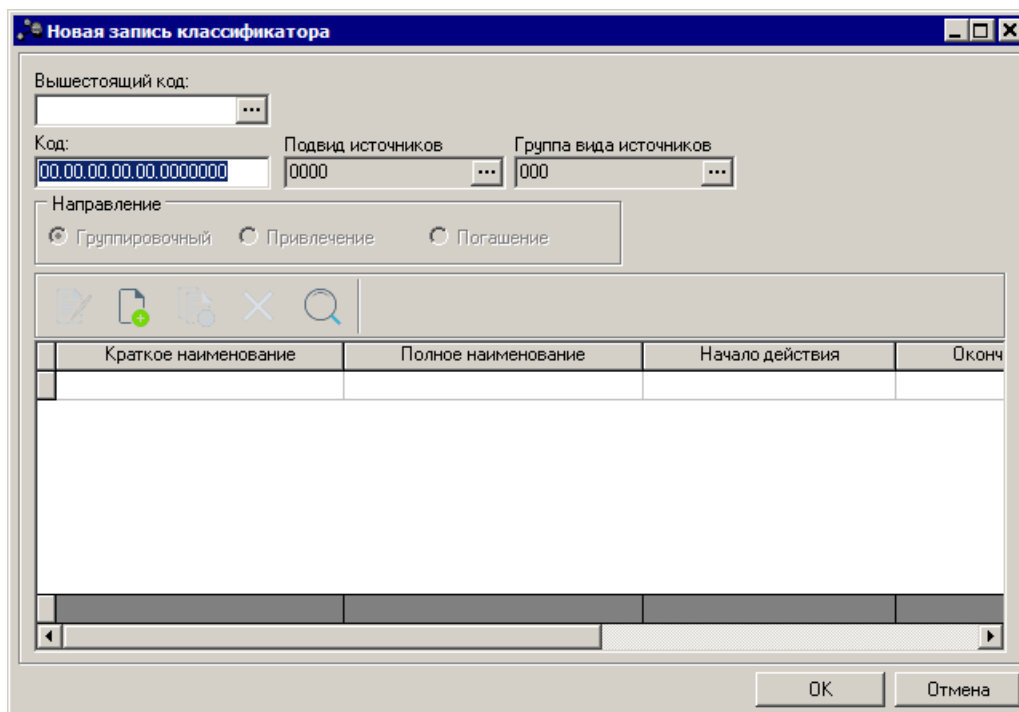 Новая запись классификатора
Вышестоящий код:
Код: Подвид источников Группа вида источников
00.00.00.00.00.0000000 0000 000
Направление
Группировочный Привлечение Погашение
Краткое наименование Полное наименование Начало действия Оконч
OK Отмена